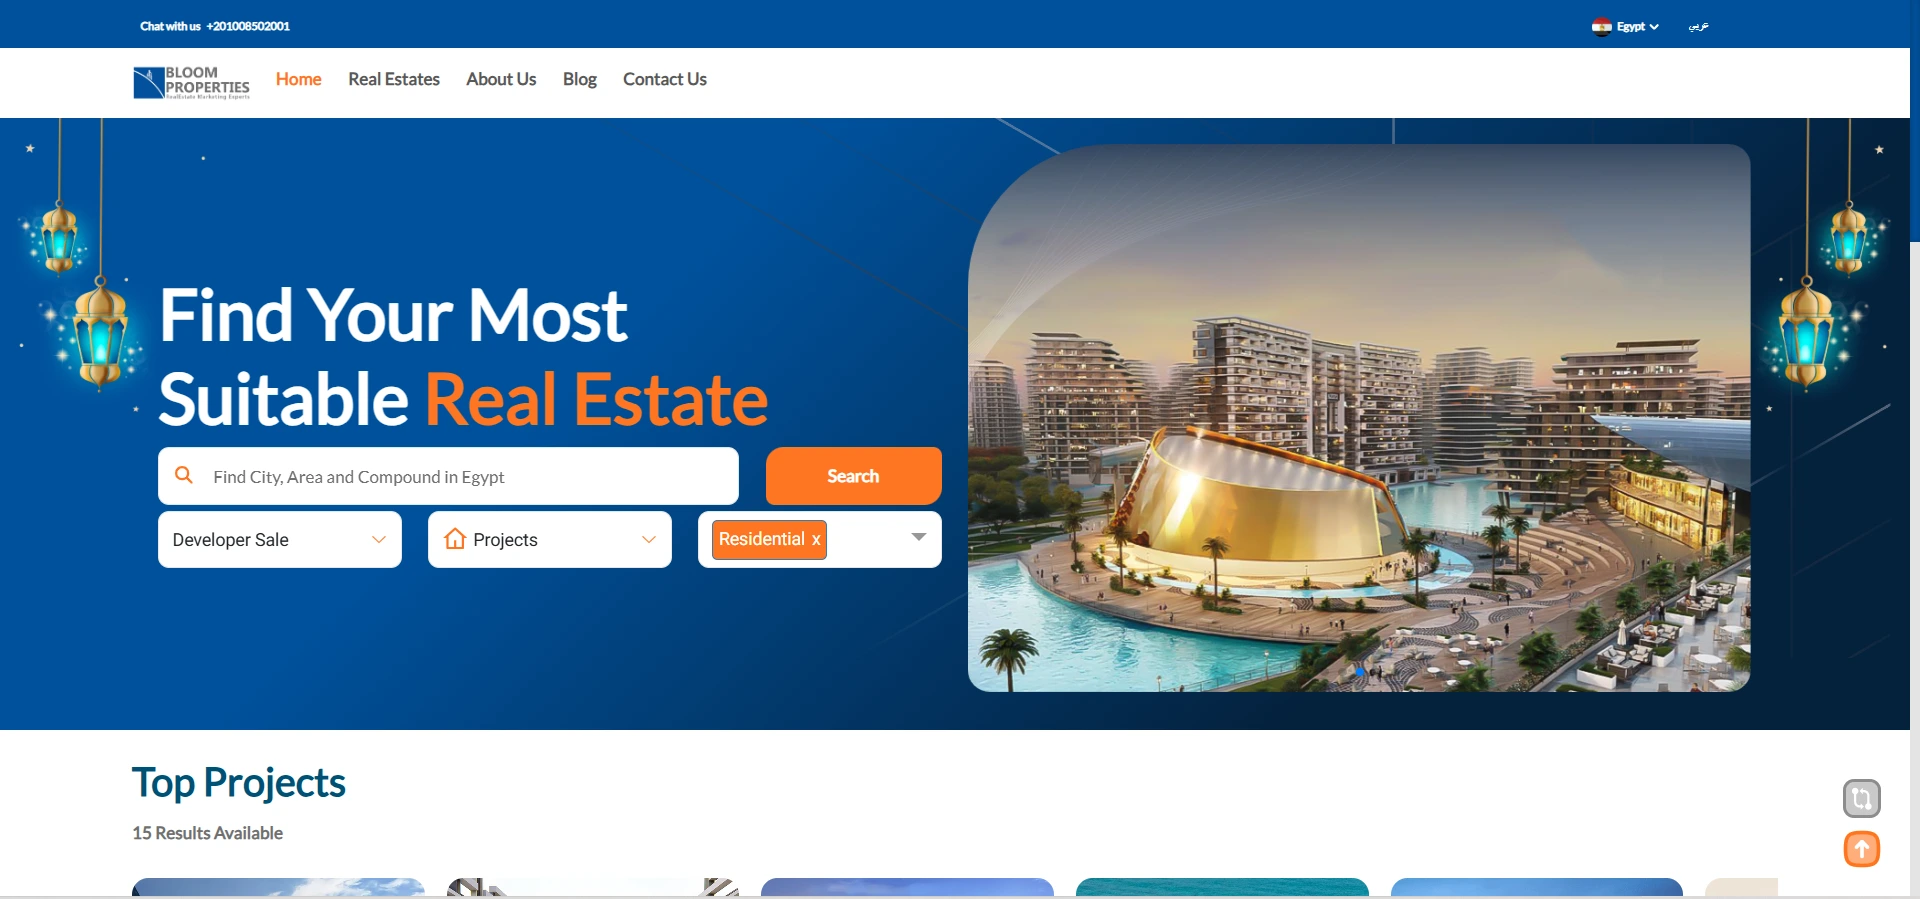 Chat with us +201008502001
Egypt
عربي
BLOOM
PROPERTIES
RealEstate Marketing Experts
Home
Real Estates
About Us
Blog
Contact Us
Find Your Most
Suitable Real Estate
Find City, Area and Compound in Egypt
Search
Developer Sale
Projects
Residential x
Top Projects
15 Results Available